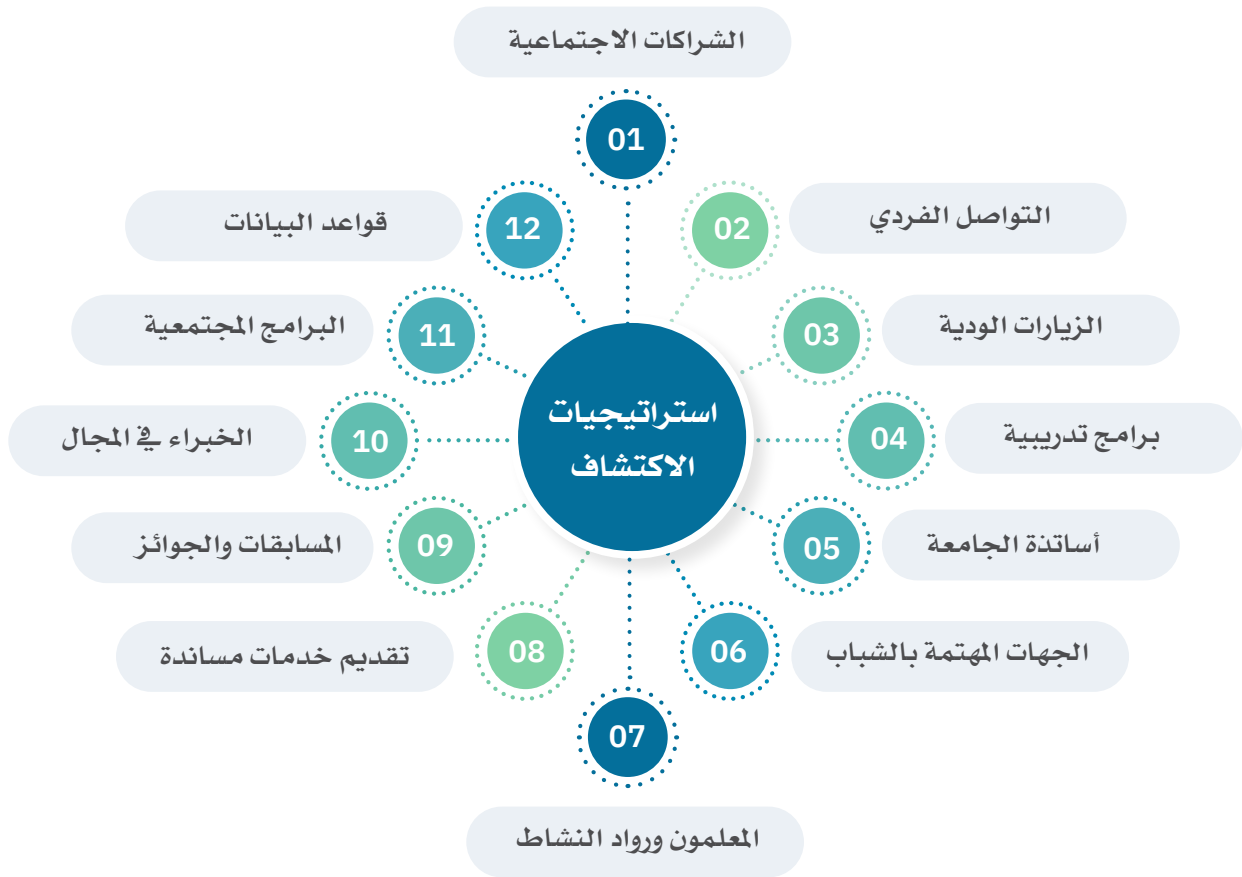 استراتيجيات
الاكتشاف
01
الشراكات الاجتماعية
02
التواصل الفردي
03
الزيارات الودية
04
برامج تدريبية
05
أساتذة الجامعة
06
الجهات المهتمة بالشباب
07
المعلمون ورواد النشاط
08
تقديم خدمات مساندة
09
المسابقات والجوائز
10
الخبراء في المجال
11
البرامج المجتمعية
12
قواعد البيانات